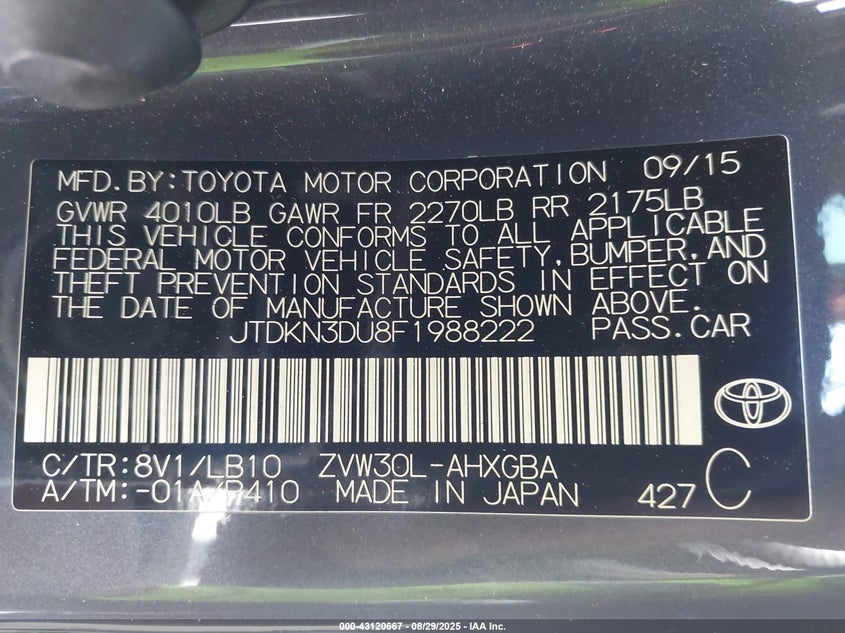 MFD.BY:TOYOTA MOTOR CORPORATION 09/15
GVWR 4010LB GAWR FR 2270LB RR 2175LB
THIS VEHICLE CONFORMS TO ALL APPLICABLE
FEDERAL MOTOR VEHICLE SAFETY,BUMPER,AND
THEFT PREVENTION STANDARDS IN EFFECT ON
THE DATE OF MANUFACTURE SHOWN ABOVE.
JTDKN3DU8F1988222 PASS.CAR
C/TR:8V1/LB10 ZVW30L-AHXGBA
A/TM:-01A/P410 MADE IN JAPAN 427 C
000-43120667 - 08/29/2025 - IAA Inc.